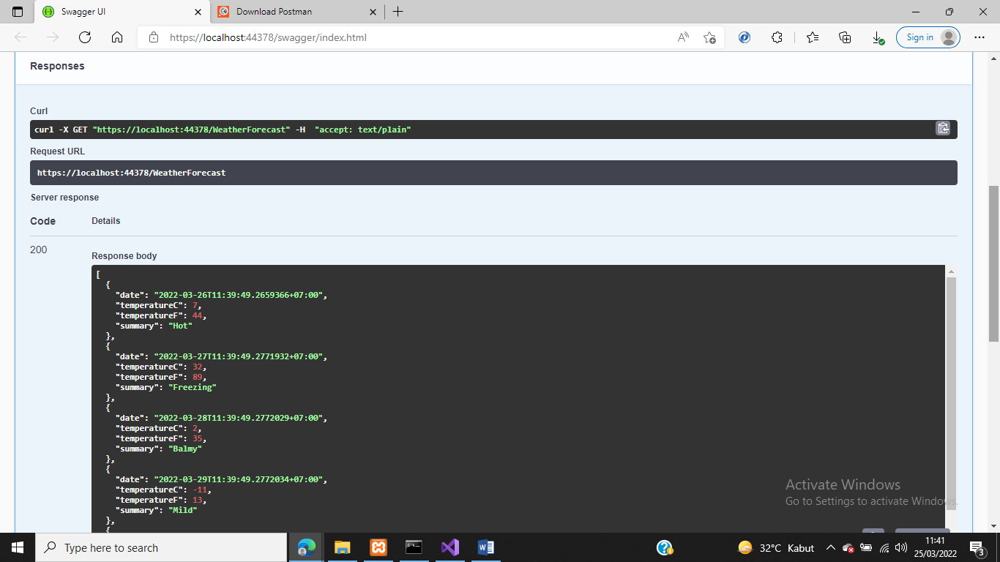 Swagger UI
Download Postman
https://localhost:44378/swagger/index.html
Sign in
Responses
Curl
curl -X GET "https://localhost:44378/WeatherForecast" -H  "accept: text/plain"
Request URL
https://localhost:44378/WeatherForecast
Server response
Code Details
200
Response body
[
  {
    "date": "2022-03-26T11:39:49.2659366+07:00",
    "temperatureC": 7,
    "temperatureF": 44,
    "summary": "Hot"
  },
  {
    "date": "2022-03-27T11:39:49.2771932+07:00",
    "temperatureC": 32,
    "temperatureF": 89,
    "summary": "Freezing"
  },
  {
    "date": "2022-03-28T11:39:49.2772029+07:00",
    "temperatureC": 2,
    "temperatureF": 35,
    "summary": "Balmy"
  },
  {
    "date": "2022-03-29T11:39:49.2772034+07:00",
    "temperatureC": -11,
    "temperatureF": 13,
    "summary": "Mild"
  },
  {
Activate Windows
Go to Settings to activate Windows.
Type here to search
32°C Kabut
11:41
25/03/2022
3